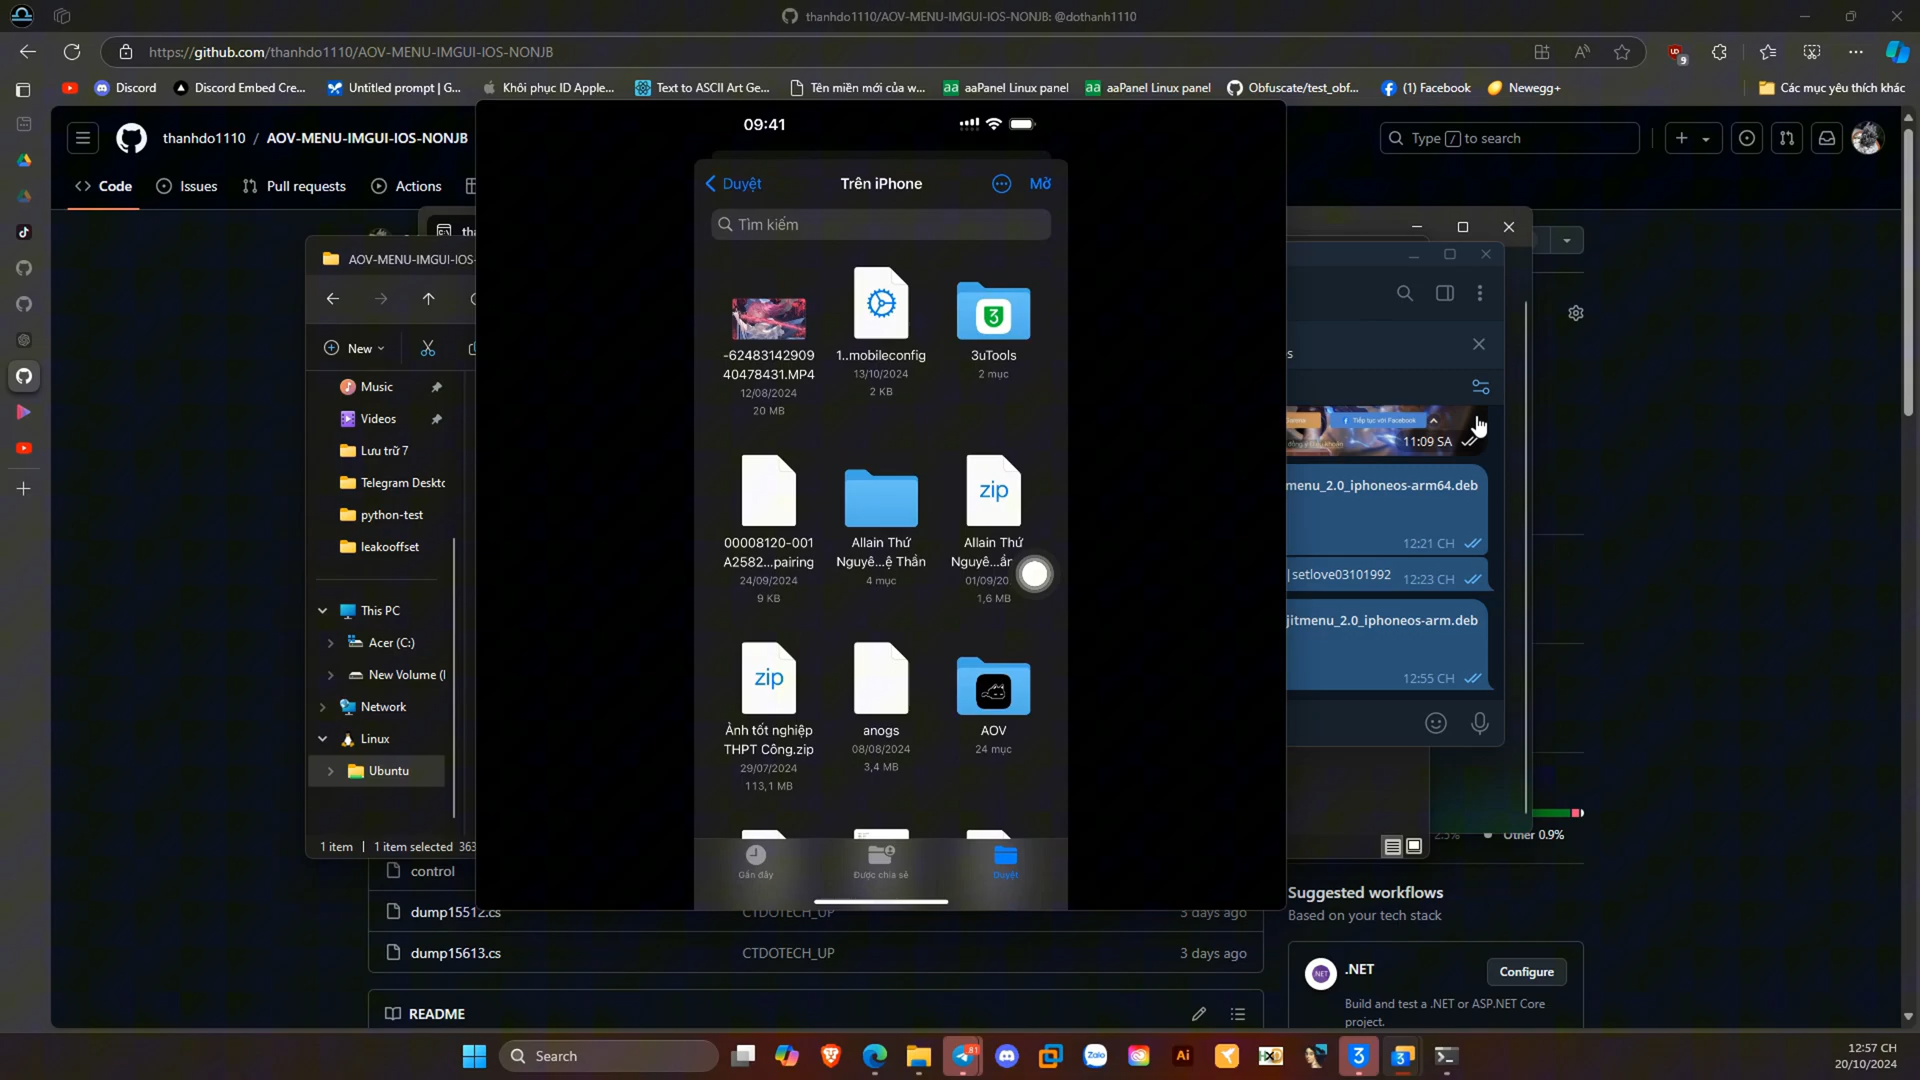 thanhdo1110/AOV-MENU-IMGUI-IOS-NONJB: @dothanh1110
https://github.com/thanhdo1110/AOV-MENU-IMGUI-IOS-NONJB
9
Discord
Discord Embed Cre...
Untitled prompt | G...
Khôi phục ID Apple...
Text to ASCII Art Ge...
Tên miền mới của w...
aaPanel Linux panel
aaPanel Linux panel
Obfuscate/test_obf...
(1) Facebook
Newegg+
Các mục yêu thích khác
thanhdo1110 / AOV-MENU-IMGUI-IOS-NONJB
Type / to search
Code
Issues
Pull requests
Actions
AOV-MENU-IMGUI-IOS-
New
Music
Videos
Lưu trữ 7
Telegram Deskto
python-test
leakooffset
This PC
Acer (C:)
New Volume (
Network
Linux
Ubuntu
1 item
1 item selected 363
09:41
Duyệt
Trên iPhone
Mở
Tìm kiếm
-62483142909
40478431.MP4
12/08/2024
20 MB
1..mobileconfig
13/10/2024
2 KB
3uTools
2 mục
00008120-001
A2582...pairing
24/09/2024
9 KB
Allain Thứ
Nguyê...ệ Thần
4 mục
zip
Allain Thứ
Nguyê...
01/09/20
1,6 MB
zip
Ảnh tốt nghiệp
THPT Công.zip
29/07/2024
113,1 MB
anogs
08/08/2024
3,4 MB
AOV
24 mục
Gần đây
Được chia sẻ
Duyệt
s
Tiếp tục với Facebook
11:09 SA
menu_2.0_iphoneos-arm64.deb
12:21 CH
|setlove03101992
12:23 CH
jitmenu_2.0_iphoneos-arm.deb
12:55 CH
Other 0.9%
control
dump15512.cs
CTDOTECH_UP
3 days ago
dump15613.cs
CTDOTECH_UP
3 days ago
README
Suggested workflows
Based on your tech stack
.NET
Configure
Build and test a .NET or ASP.NET Core
project.
Search
81
Zalo
Ai
12:57 CH
20/10/2024